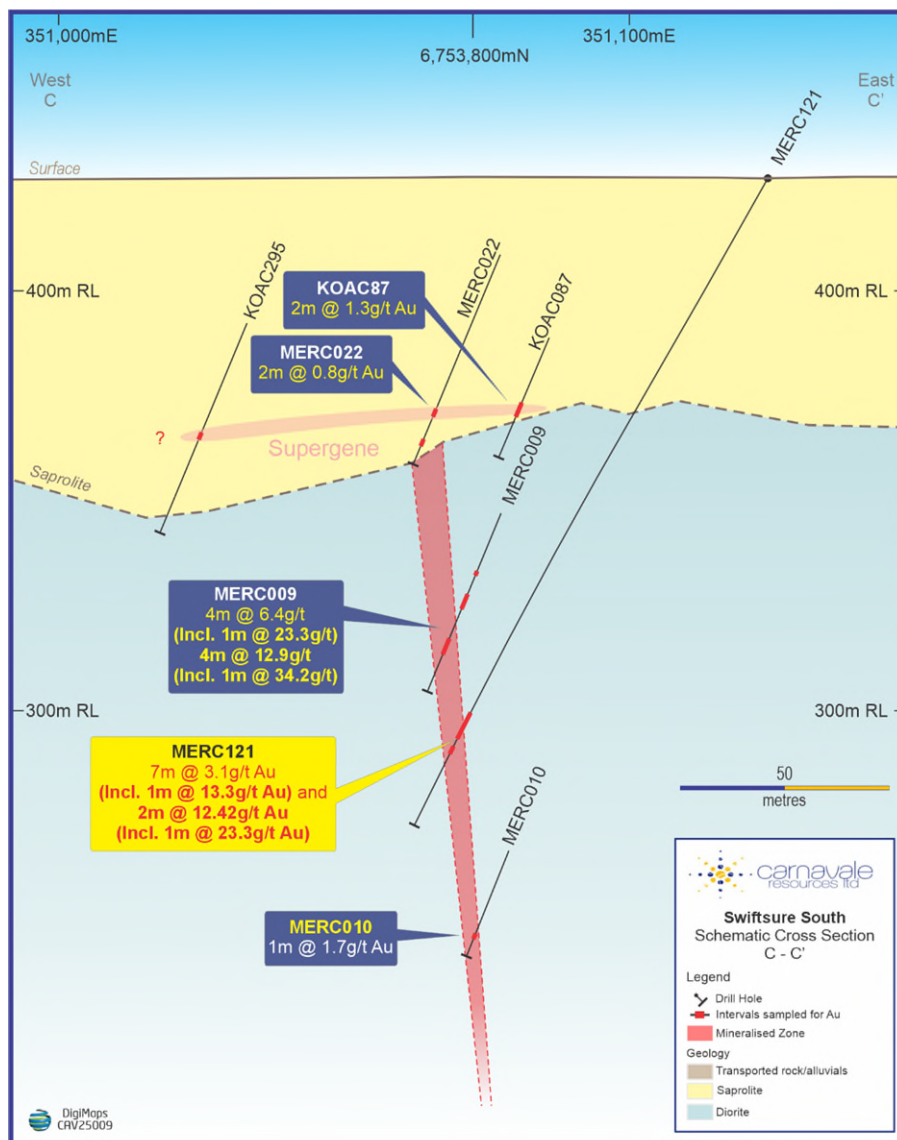 351,000mE
6,753,800mN
351,100mE
West
C
East
C'
MERC121
Surface
400m RL
400m RL
KOAC295
KOAC87
2m @ 1.3g/t Au
MERC022
KOAC087
MERC022
2m @ 0.8g/t Au
?
Supergene
MERC009
Saprolite
MERC009
4m @ 6.4g/t
(Incl. 1m @ 23.3g/t)
4m @ 12.9g/t
(Incl. 1m @ 34.2g/t)
300m RL
300m RL
MERC121
7m @ 3.1g/t Au
(Incl. 1m @ 13.3g/t Au) and
2m @ 12.42g/t Au
(Incl. 1m @ 23.3g/t Au)
50
metres
MERC010
MERC010
1m @ 1.7g/t Au
carnavale
resources ltd
Swiftsure South
Schematic Cross Section
C - C'
Legend
Drill Hole
Intervals sampled for Au
Mineralised Zone
Geology
Transported rock/alluvials
Saprolite
Diorite
DigiMaps
CAV25009